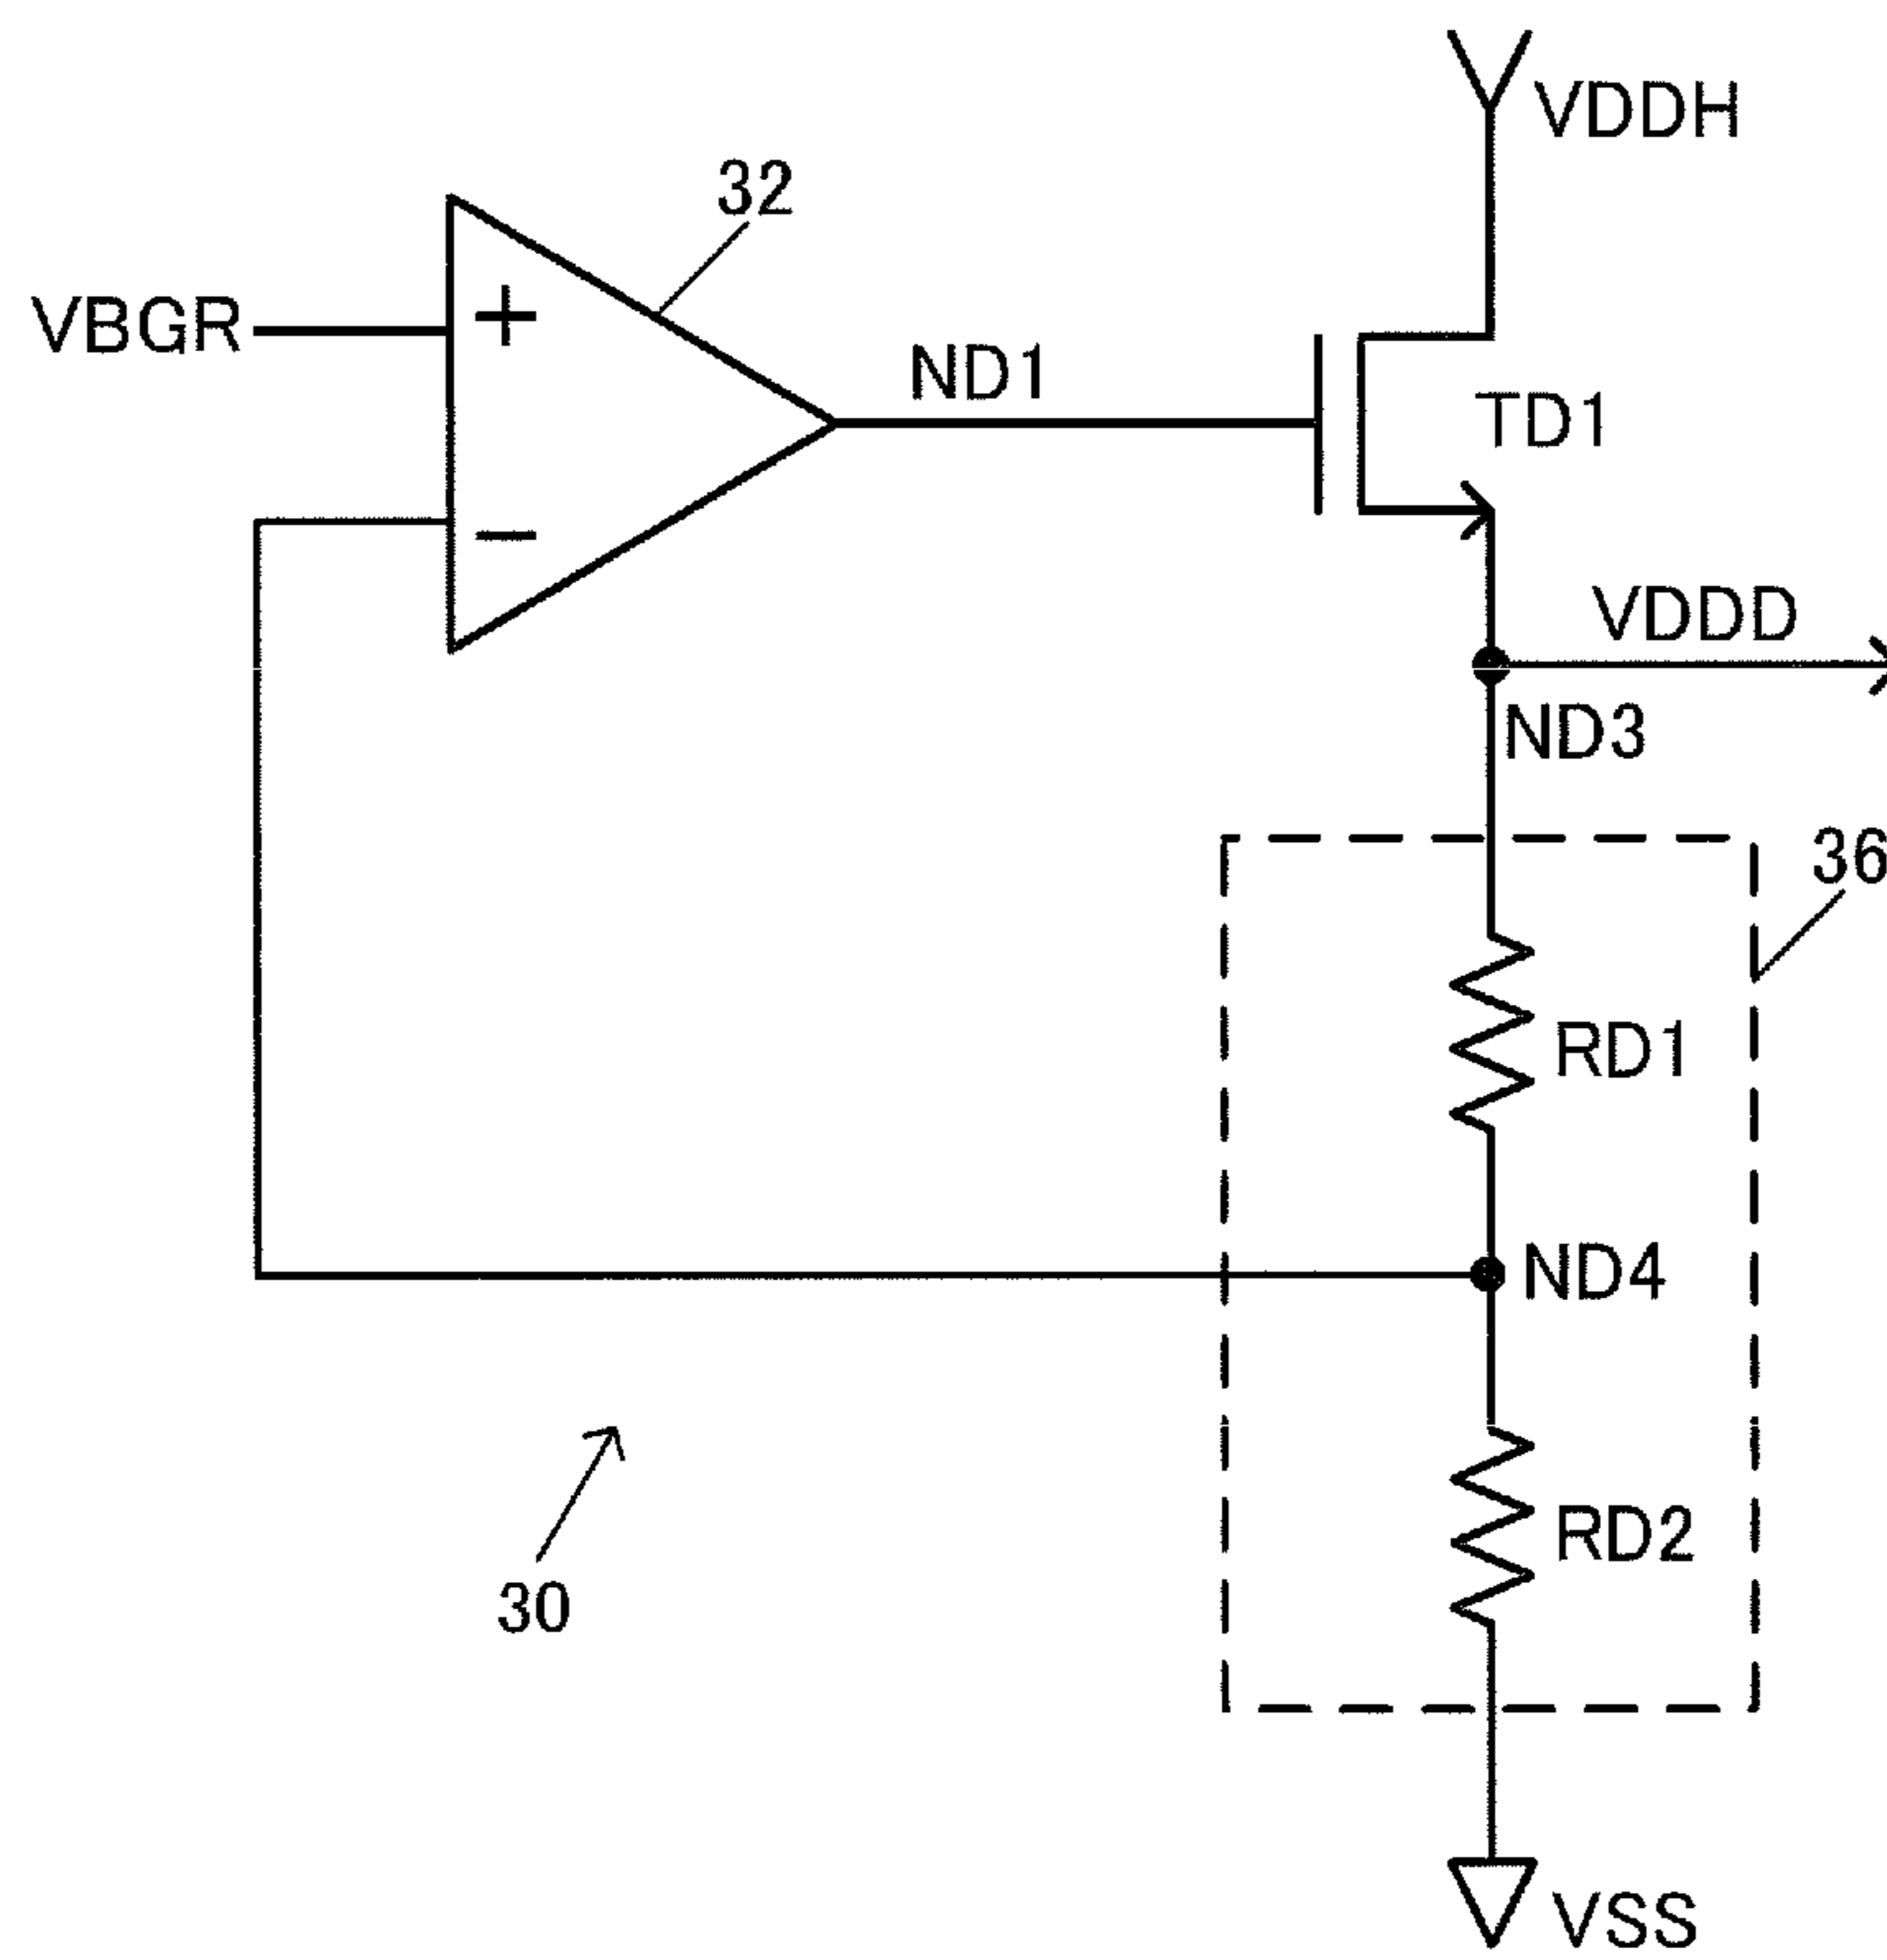 VDDH
32
VBGR
+
ND1
TD1
−
VDDD
ND3
36
RD1
ND4
RD2
30
VSS